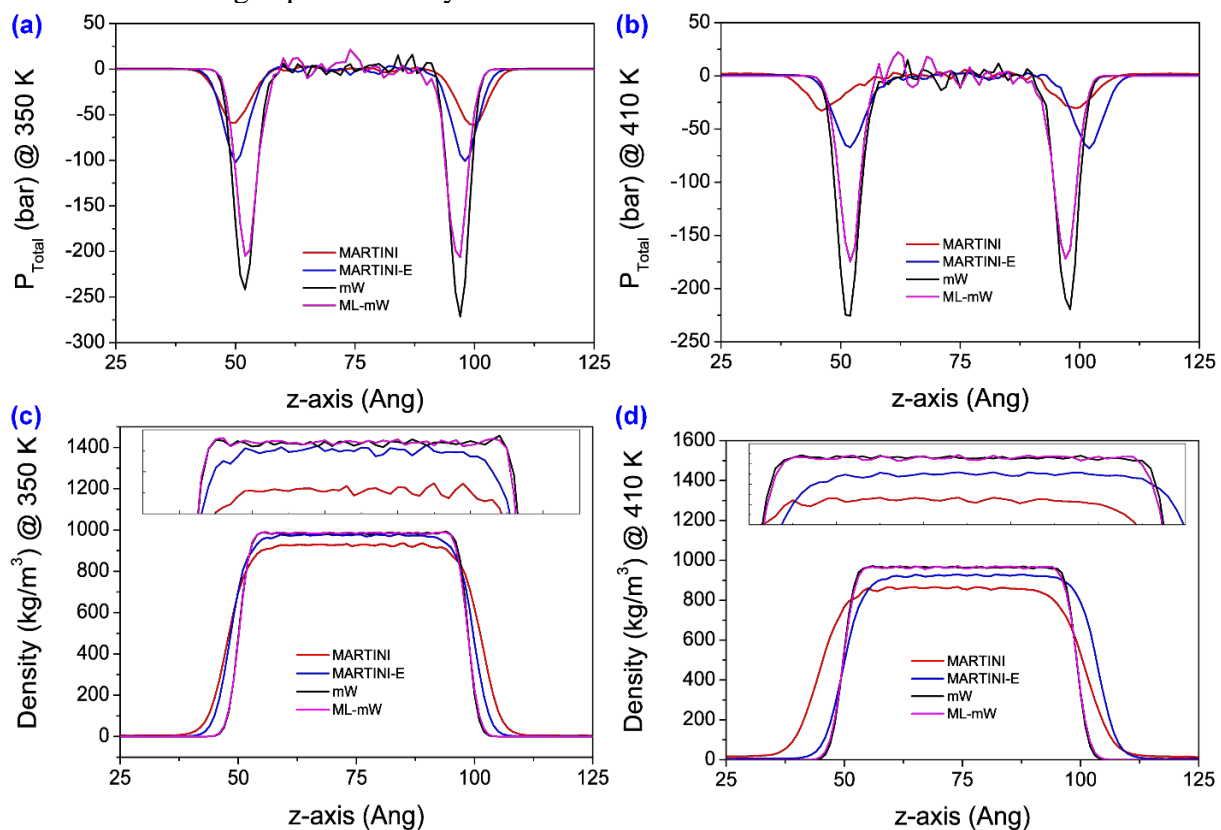 (a)
50
0
-50
-100
-150
-200
-250
-300
P_Total (bar) @ 350 K
MARTINI
MARTINI-E
mW
ML-mW
25
50
75
100
125
z-axis (Ang)
(b)
50
0
-50
-100
-150
-200
-250
P_Total (bar) @ 410 K
MARTINI
MARTINI-E
mW
ML-mW
25
50
75
100
125
z-axis (Ang)
(c)
1400
1200
1000
800
600
400
200
0
Density (kg/m³) @ 350 K
MARTINI
MARTINI-E
mW
ML-mW
25
50
75
100
125
z-axis (Ang)
(d)
1600
1400
1200
1000
800
600
400
200
0
Density (kg/m³) @ 410 K
MARTINI
MARTINI-E
mW
ML-mW
25
50
75
100
125
z-axis (Ang)